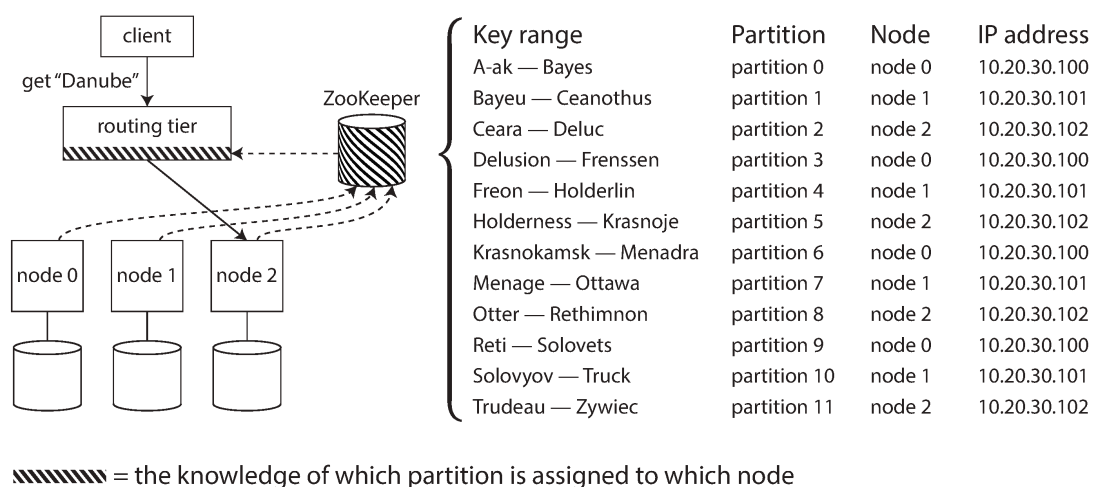 client
get “Danube”
routing tier
ZooKeeper
node 0 node 1 node 2
Key range Partition Node IP address
A-ak — Bayes partition 0 node 0 10.20.30.100
Bayeu — Ceanothus partition 1 node 1 10.20.30.101
Ceara — Deluc partition 2 node 2 10.20.30.102
Delusion — Frenssen partition 3 node 0 10.20.30.100
Freon — Holderlin partition 4 node 1 10.20.30.101
Holderness — Krasnoje partition 5 node 2 10.20.30.102
Krasnokamsk — Menadra partition 6 node 0 10.20.30.100
Menage — Ottawa partition 7 node 1 10.20.30.101
Otter — Rethimnon partition 8 node 2 10.20.30.102
Reti — Solovets partition 9 node 0 10.20.30.100
Solovyov — Truck partition 10 node 1 10.20.30.101
Trudeau — Zywiec partition 11 node 2 10.20.30.102
= the knowledge of which partition is assigned to which node